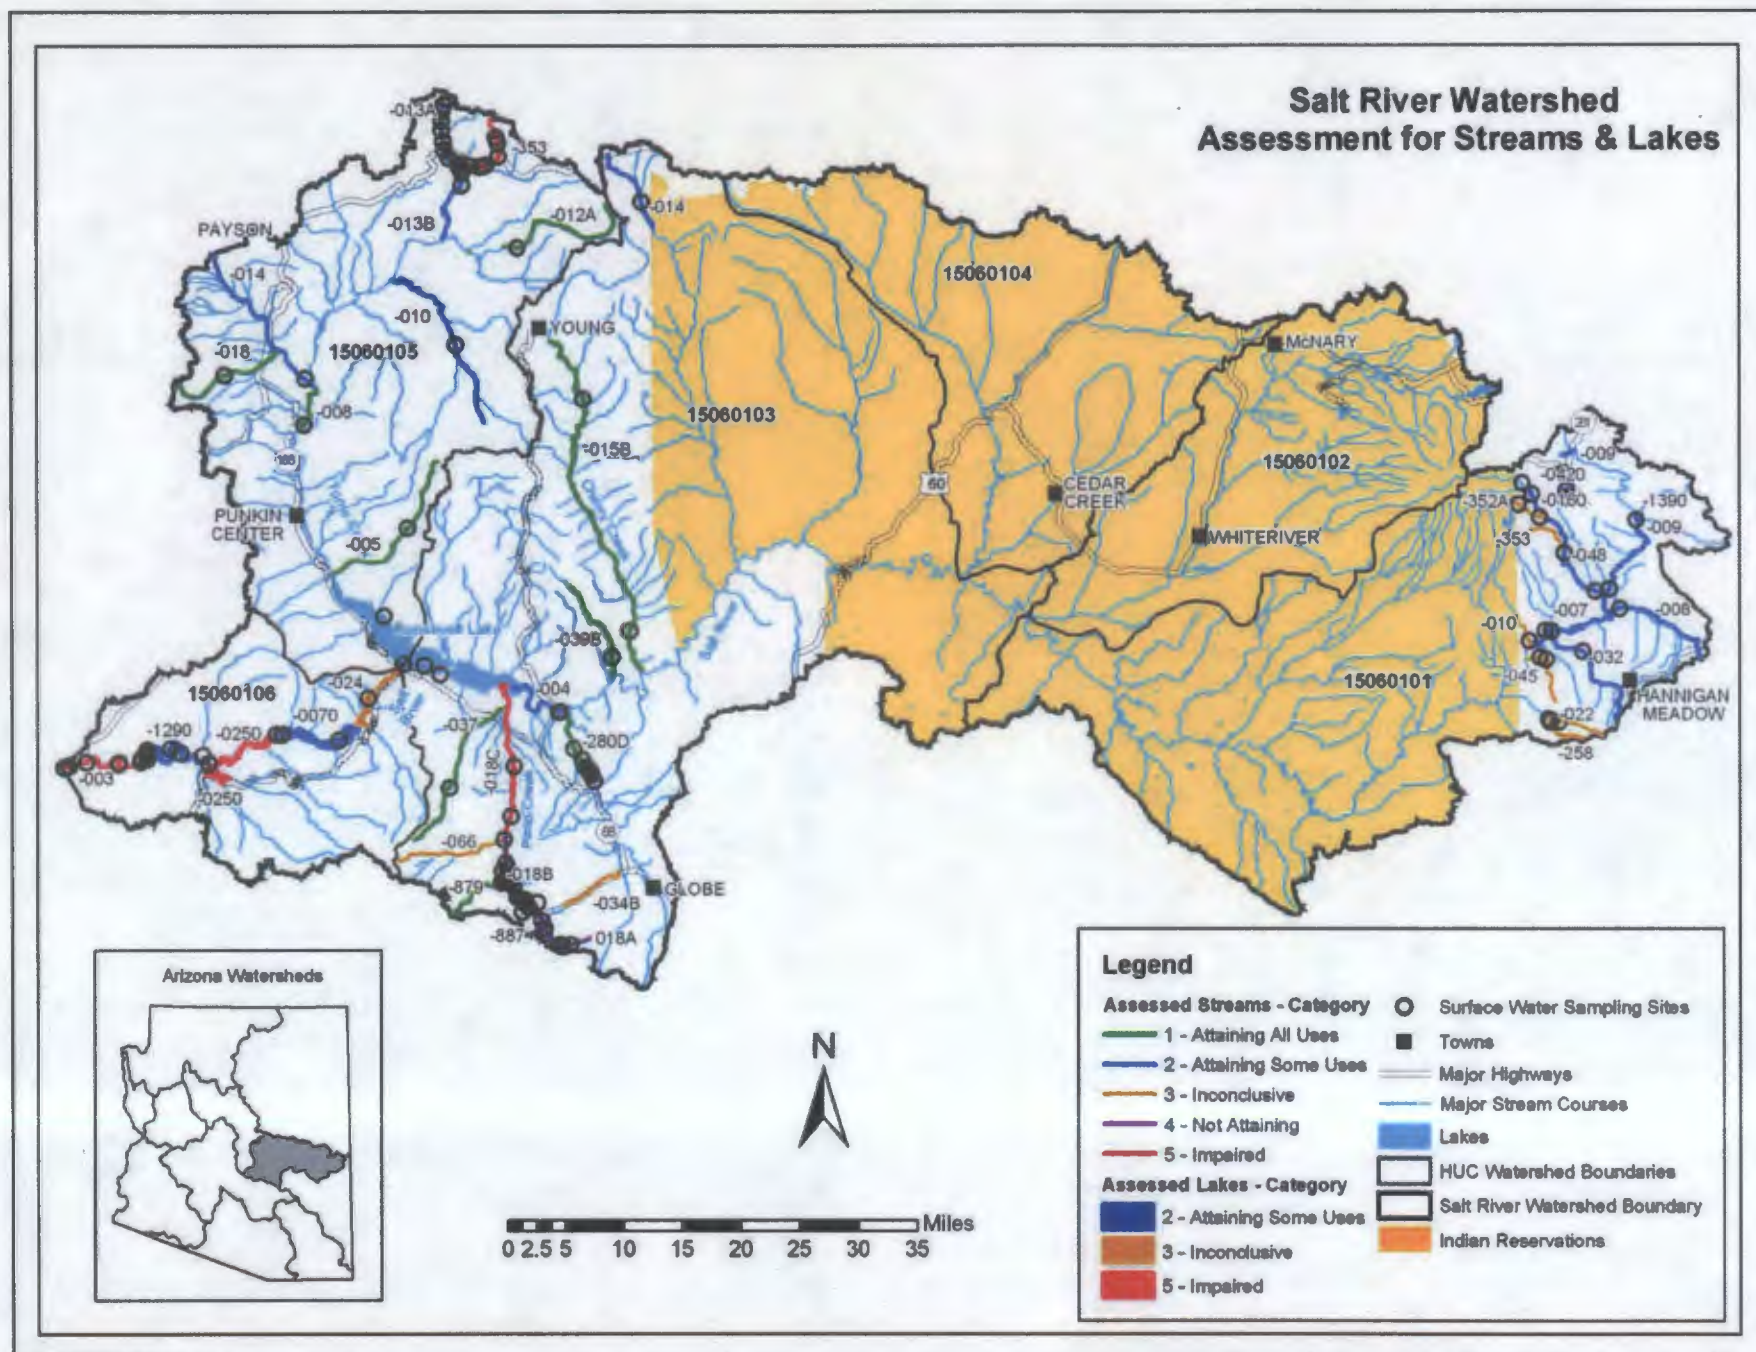 Salt River Watershed
Assessment for Streams & Lakes
-013A
-353
-013B
-012A
-014
PAYSON
-014
15060104
-010
YOUNG
15060105
-018
McNARY
-008
15060103
188
-015B
15060102
60
CEDAR
CREEK
-009
-0420
-352A
-0160
-1390
-009
PUNKIN
CENTER
-005
WHITERIVER
-353
-048
-007
-008
-039B
-010
-032
-045
15060106
-024
-004
15060101
HANNIGAN
MEADOW
-0070
-037
-022
-1290
-0250
-280D
-258
-003
-018C
-0250
-066
88
-018B
-879
GLOBE
-034B
-887
018A
Arizona Watersheds
N
Miles
0 2.5 5 10 15 20 25 30 35
Legend
Assessed Streams - Category
1 - Attaining All Uses
2 - Attaining Some Uses
3 - Inconclusive
4 - Not Attaining
5 - Impaired
Assessed Lakes - Category
2 - Attaining Some Uses
3 - Inconclusive
5 - Impaired
Surface Water Sampling Sites
Towns
Major Highways
Major Stream Courses
Lakes
HUC Watershed Boundaries
Salt River Watershed Boundary
Indian Reservations